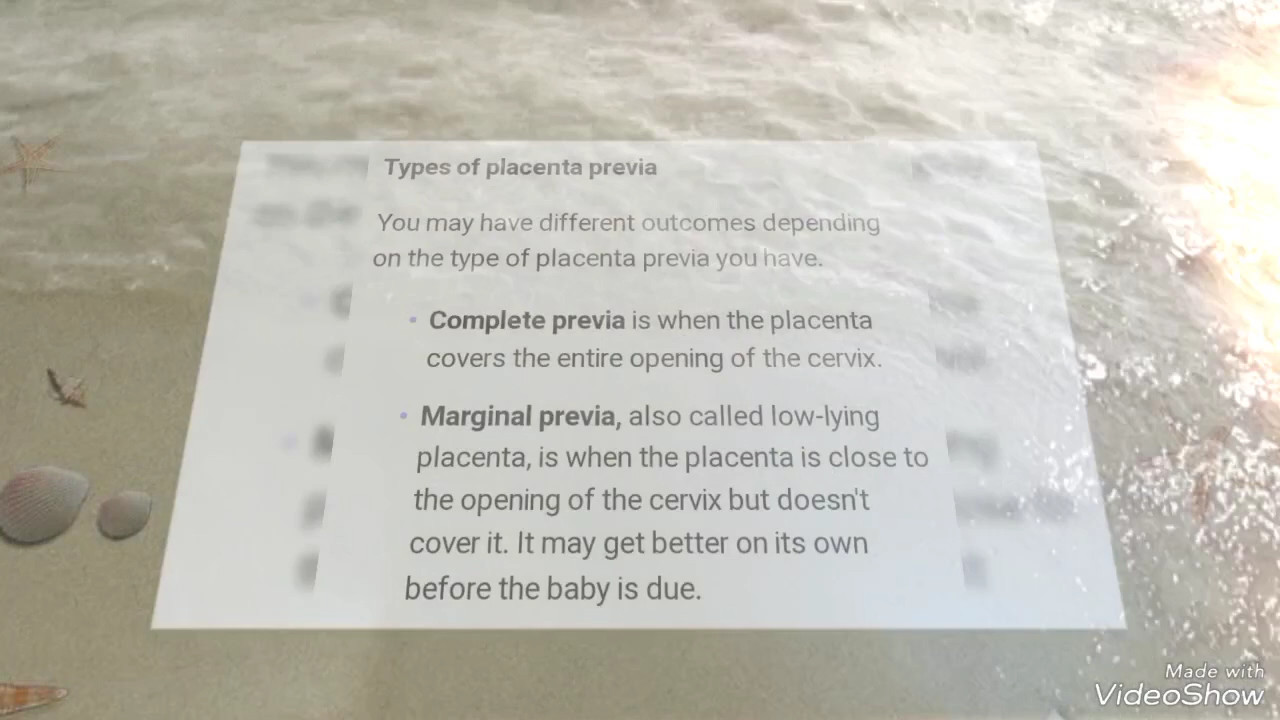 Types of placenta previa
You may have different outcomes depending
on the type of placenta previa you have.
• Complete previa is when the placenta
covers the entire opening of the cervix.
• Marginal previa, also called low-lying
placenta, is when the placenta is close to
the opening of the cervix but doesn't
cover it. It may get better on its own
before the baby is due.
Made with
VideoShow